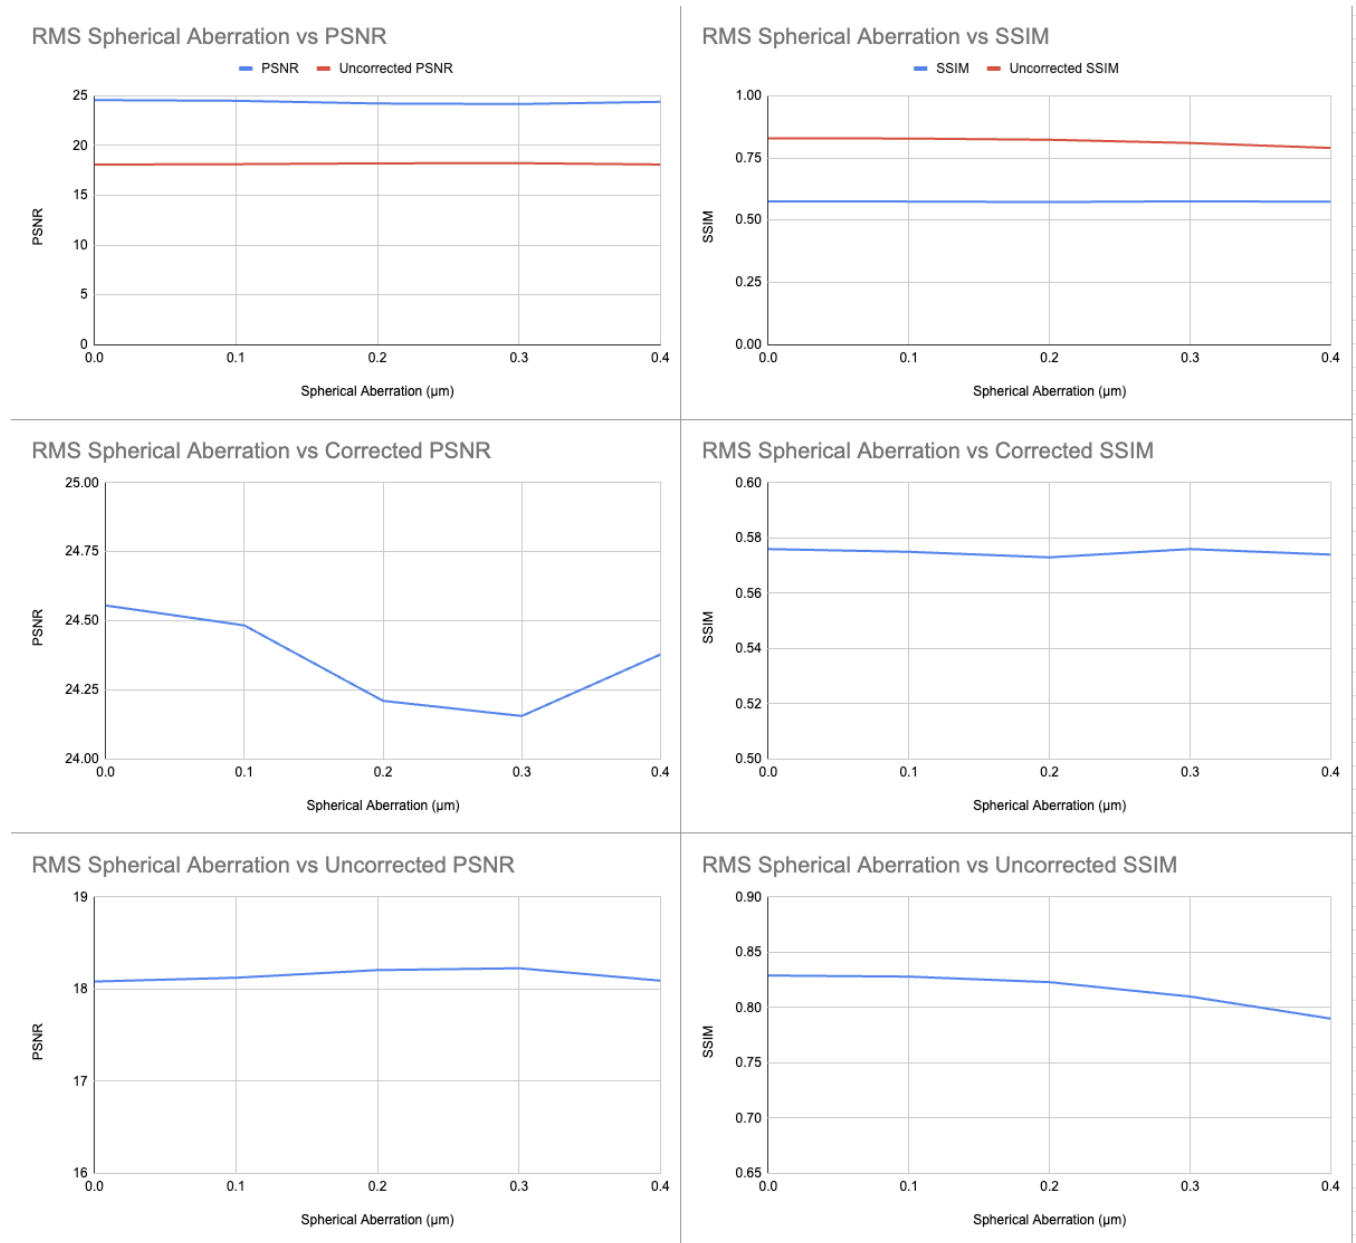 RMS Spherical Aberration vs PSNR
PSNR Uncorrected PSNR
25
20
15
10
5
0
PSNR
0.0 0.1 0.2 0.3 0.4
Spherical Aberration (μm)
RMS Spherical Aberration vs SSIM
SSIM Uncorrected SSIM
1.00
0.75
0.50
0.25
0.00
SSIM
0.0 0.1 0.2 0.3 0.4
Spherical Aberration (μm)
RMS Spherical Aberration vs Corrected PSNR
25.00
24.75
24.50
24.25
24.00
PSNR
0.0 0.1 0.2 0.3 0.4
Spherical Aberration (μm)
RMS Spherical Aberration vs Corrected SSIM
0.60
0.58
0.56
0.54
0.52
0.50
SSIM
0.0 0.1 0.2 0.3 0.4
Spherical Aberration (μm)
RMS Spherical Aberration vs Uncorrected PSNR
19
18
17
16
PSNR
0.0 0.1 0.2 0.3 0.4
Spherical Aberration (μm)
RMS Spherical Aberration vs Uncorrected SSIM
0.90
0.85
0.80
0.75
0.70
0.65
SSIM
0.0 0.1 0.2 0.3 0.4
Spherical Aberration (μm)